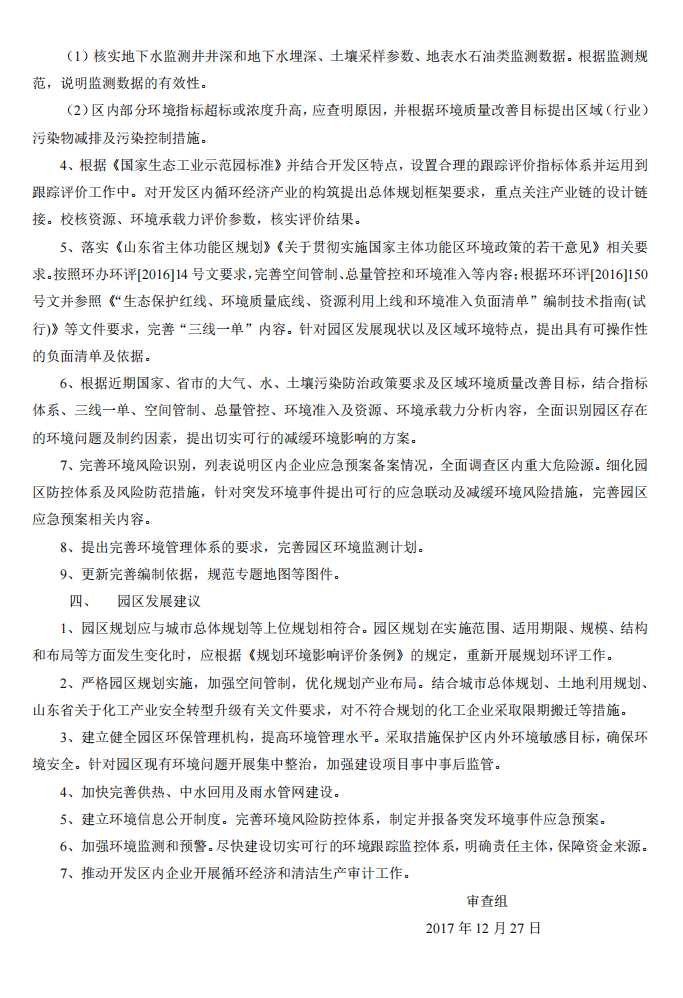 （1）核实地下水监测井井深和地下水埋深、土壤采样参数、地表水石油类监测数据。根据监测规
范，说明监测数据的有效性。
（2）区内部分环境指标超标或浓度升高，应查明原因，并根据环境质量改善目标提出区域（行业）
污染物减排及污染控制措施。
4、根据《国家生态工业示范园标准》并结合开发区特点，设置合理的跟踪评价指标体系并运用到
跟踪评价工作中。对开发区内循环经济产业的构筑提出总体规划框架要求，重点关注产业链的设计链
接。校核资源、环境承载力评价参数，核实评价结果。
5、落实《山东省主体功能区规划》《关于贯彻实施国家主体功能区环境政策的若干意见》相关要
求。按照环办环评[2016]14 号文要求，完善空间管制、总量管控和环境准入等内容；根据环环评[2016]150
号文并参照《“生态保护红线、环境质量底线、资源利用上线和环境准入负面清单”编制技术指南(试
行)》等文件要求，完善“三线一单”内容。针对园区发展现状以及区域环境特点，提出具有可操作性
的负面清单及依据。
6、根据近期国家、省市的大气、水、土壤污染防治政策要求及区域环境质量改善目标，结合指标
体系、三线一单、空间管制、总量管控、环境准入及资源、环境承载力分析内容，全面识别园区存在
的环境问题及制约因素，提出切实可行的减缓环境影响的方案。
7、完善环境风险识别，列表说明区内企业应急预案备案情况，全面调查区内重大危险源。细化园
区防控体系及风险防范措施，针对突发环境事件提出可行的应急联动及减缓环境风险措施，完善园区
应急预案相关内容。
8、提出完善环境管理体系的要求，完善园区环境监测计划。
9、更新完善编制依据，规范专题地图等图件。
四、 园区发展建议
1、园区规划应与城市总体规划等上位规划相符合。园区规划在实施范围、适用期限、规模、结构
和布局等方面发生变化时，应根据《规划环境影响评价条例》的规定，重新开展规划环评工作。
2、严格园区规划实施，加强空间管制，优化规划产业布局。结合城市总体规划、土地利用规划、
山东省关于化工产业安全转型升级有关文件要求，对不符合规划的化工企业采取限期搬迁等措施。
3、建立健全园区环保管理机构，提高环境管理水平。采取措施保护区内外环境敏感目标，确保环
境安全。针对园区现有环境问题开展集中整治，加强建设项目事中事后监管。
4、加快完善供热、中水回用及雨水管网建设。
5、建立环境信息公开制度。完善环境风险防控体系，制定并报备突发环境事件应急预案。
6、加强环境监测和预警。尽快建设切实可行的环境跟踪监控体系，明确责任主体，保障资金来源。
7、推动开发区内企业开展循环经济和清洁生产审计工作。
审查组
2017 年 12 月 27 日